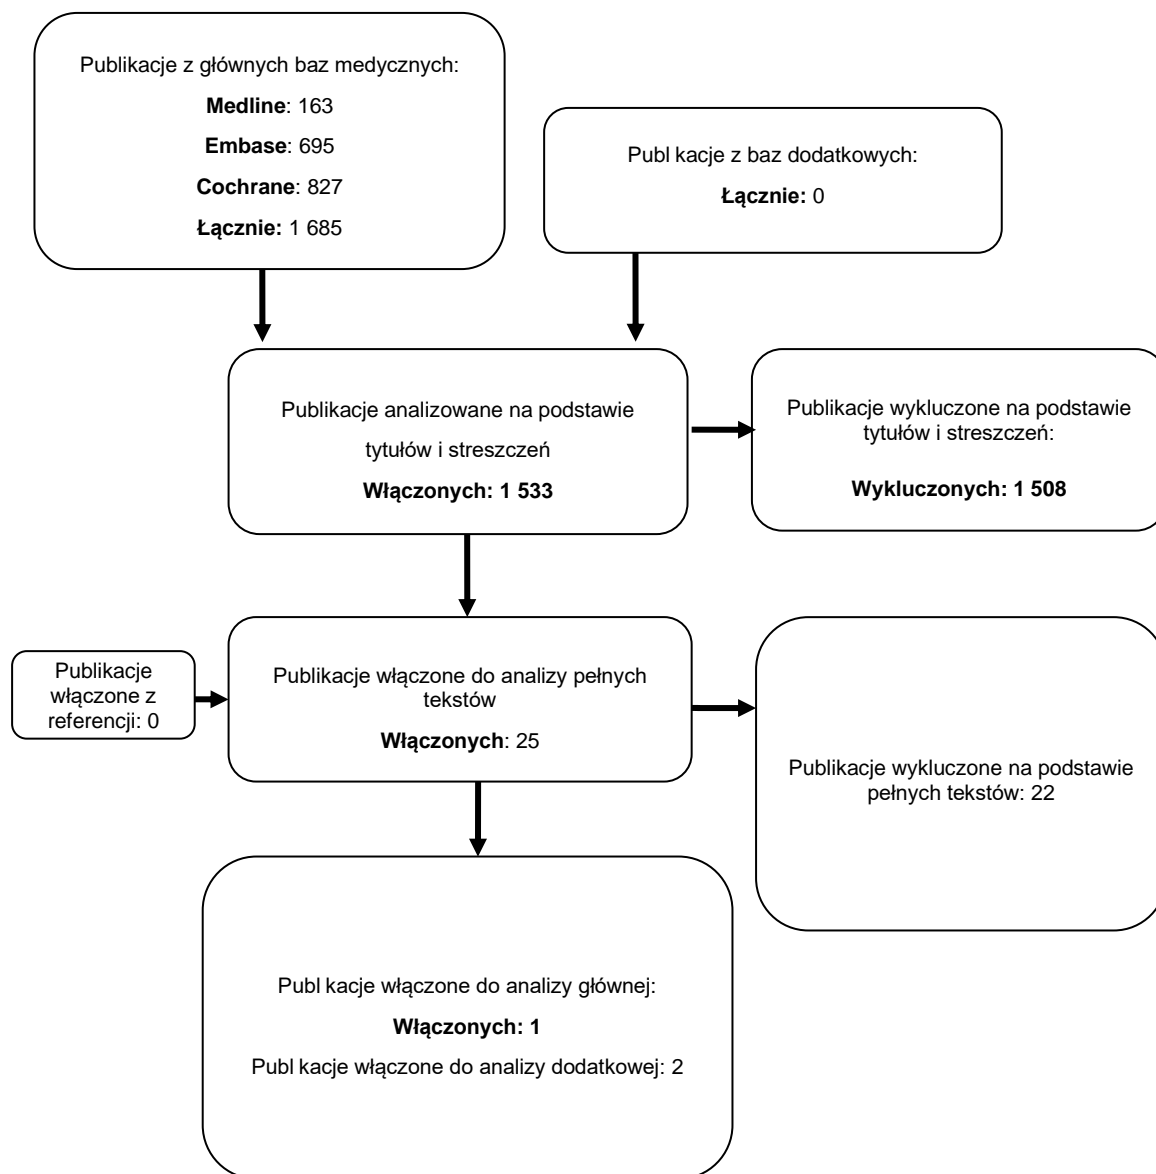 Publikacje z głównych baz medycznych:
Medline: 163
Embase: 695
Cochrane: 827
Łącznie: 1 685
Publ kacje z baz dodatkowych:
Łącznie: 0
Publikacje analizowane na podstawie
tytułów i streszczeń
Włączonych: 1 533
Publikacje wykluczone na podstawie
tytułów i streszczeń:
Wykluczonych: 1 508
Publikacje
włączone z
referencji: 0
Publikacje włączone do analizy pełnych
tekstów
Włączonych: 25
Publikacje wykluczone na podstawie
pełnych tekstów: 22
Publ kacje włączone do analizy głównej:
Włączonych: 1
Publ kacje włączone do analizy dodatkowej: 2